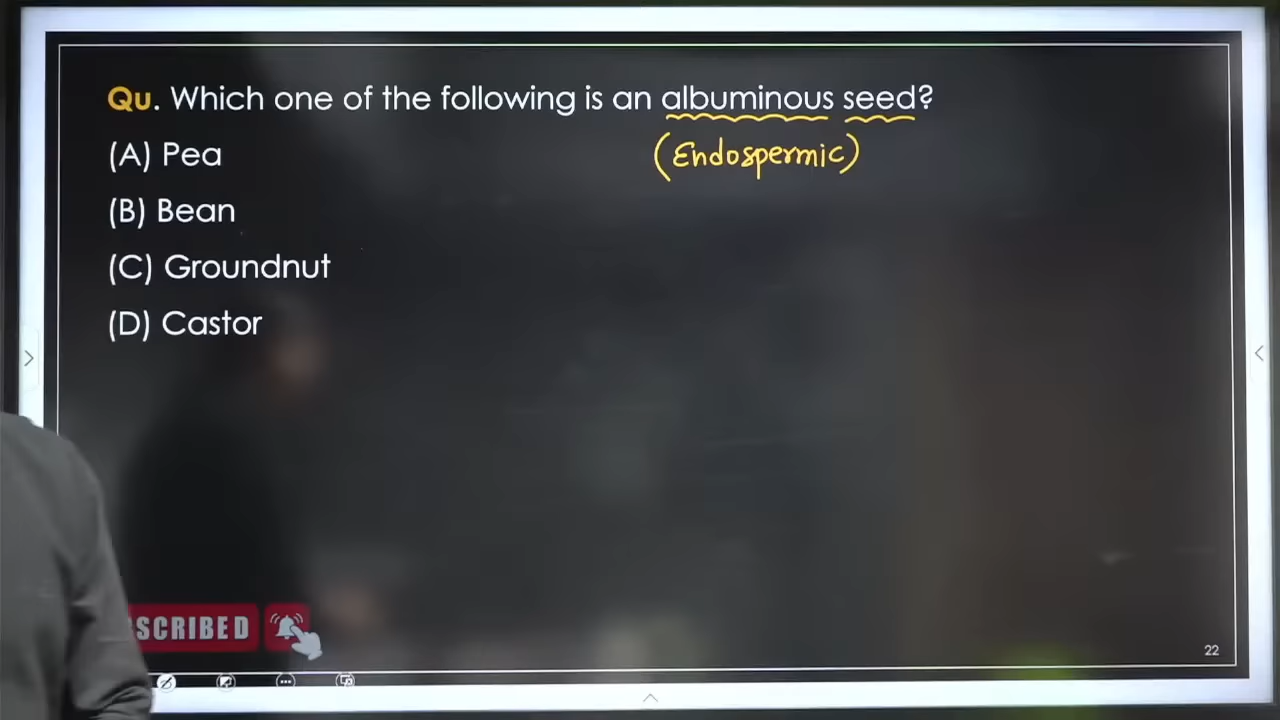 Qu. Which one of the following is an albuminous seed?
(A) Pea
(Endospermic)
(B) Bean
(C) Groundnut
(D) Castor
SCRIBED
22